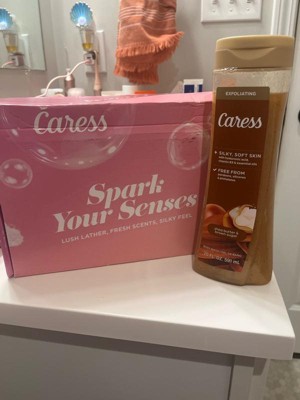 Caress
Spark
Your Senses
LUSH LATHER, FRESH SCENTS, SILKY FEEL
EXFOLIATING
Caress
SILKY, SOFT SKIN
FREE FROM